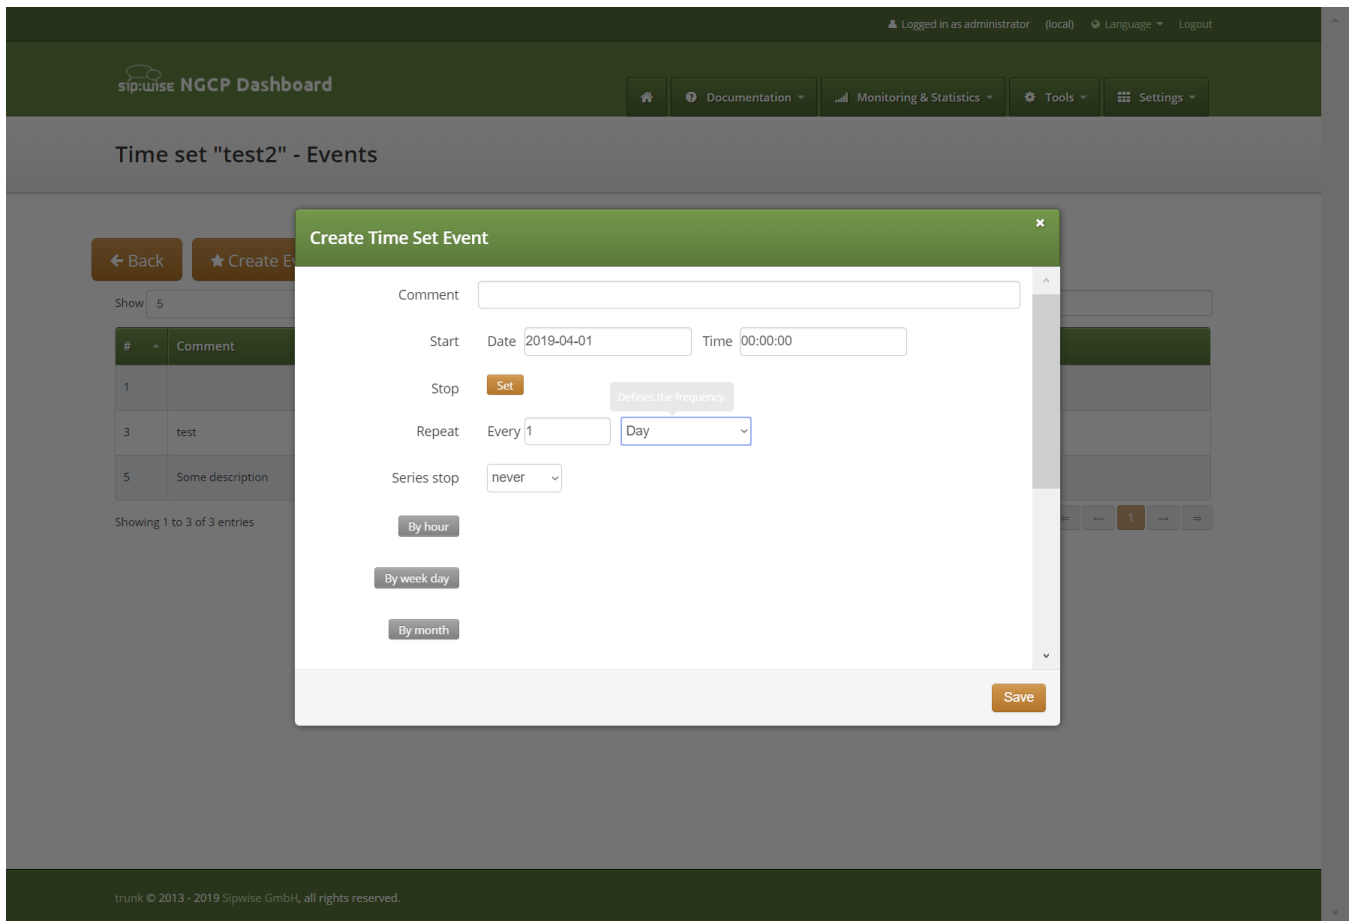 Logged in as administrator (local) Language Logout
sip:wise NGCP Dashboard
Documentation Monitoring & Statistics Tools Settings
Time set "test2" - Events
Create Time Set Event
Back Create Ev
Comment
Show 5
Start Date 2019-04-01 Time 00:00:00
# Comment
Stop Set
1
Defines the frequency.
3 test
Repeat Every 1 Day
5 Some description
Series stop never
Showing 1 to 3 of 3 entries
1
By hour
By week day
By month
Save
trunk © 2013 - 2019 Sipwise GmbH, all rights reserved.